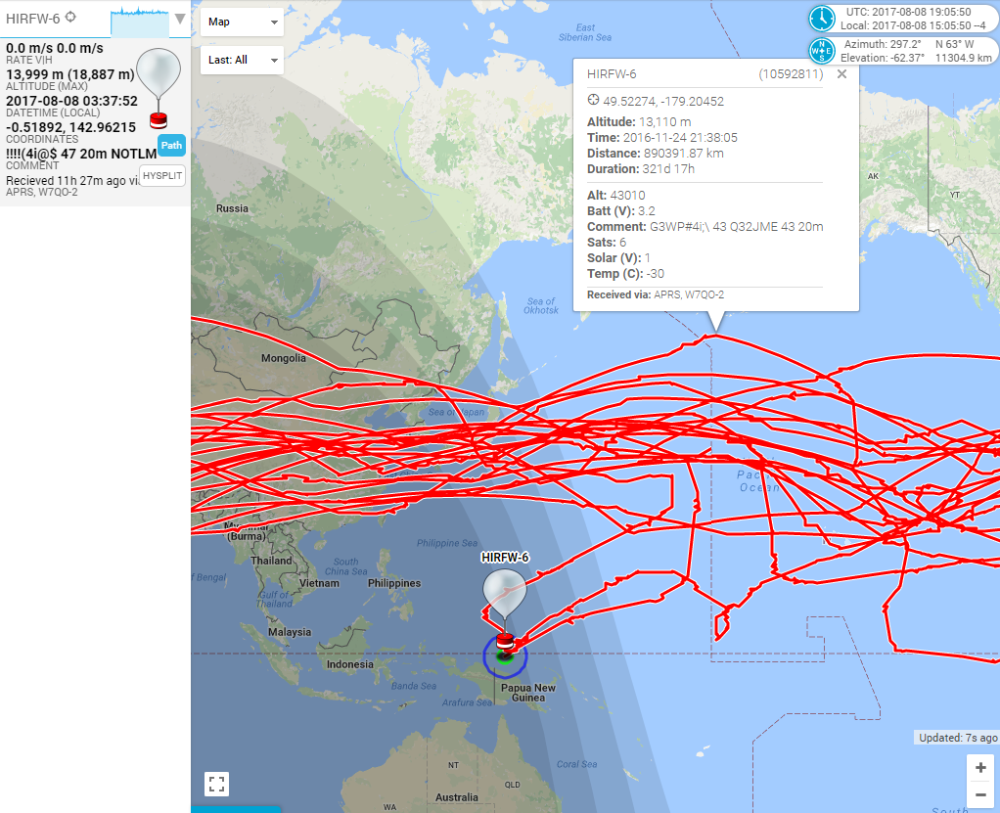 HIRFW-6
0.0 m/s 0.0 m/s
RATE V|H
13,999 m (18,887 m)
ALTITUDE (MAX)
2017-08-08 03:37:52
DATETIME (LOCAL)
-0.51892, 142.96215
COORDINATES
Path
!!!!(4i@$ 47 20m NOTLM
COMMENT
HYSPLIT
Recieved 11h 27m ago vi
APRS, W7QO-2
Map
Last: All
UTC: 2017-08-08 19:05:50
Local: 2017-08-08 15:05:50 --4
N
W E
S
Azimuth: 297.2° N 63° W
Elevation: -62.37° 11304.9 km
East
Siberian Sea
HIRFW-6 (10592811)
49.52274, -179.20452
Altitude: 13,110 m
Time: 2016-11-24 21:38:05
Distance: 890391.87 km
Duration: 321d 17h
Alt: 43010
Batt (V): 3.2
Comment: G3WP#4i;\ 43 Q32JME 43 20m
Sats: 6
Solar (V): 1
Temp (C): -30
Received via: APRS, W7QO-2
AK
YT
Russia
Sea of
Okhotsk
Mongolia
Sea of Japan
Pacific
Ocean
Myanmar
(Burma)
Philippine Sea
HIRFW-6
Thailand
South
China Sea
f Bengal
Vietnam
Philippines
Gulf of
Thailand
Malaysia
Indonesia
Banda Sea
Papua New
Guinea
Arafura Sea
Updated: 7s ago
NT
Coral Sea
QLD
Australia
WA
+
−
South